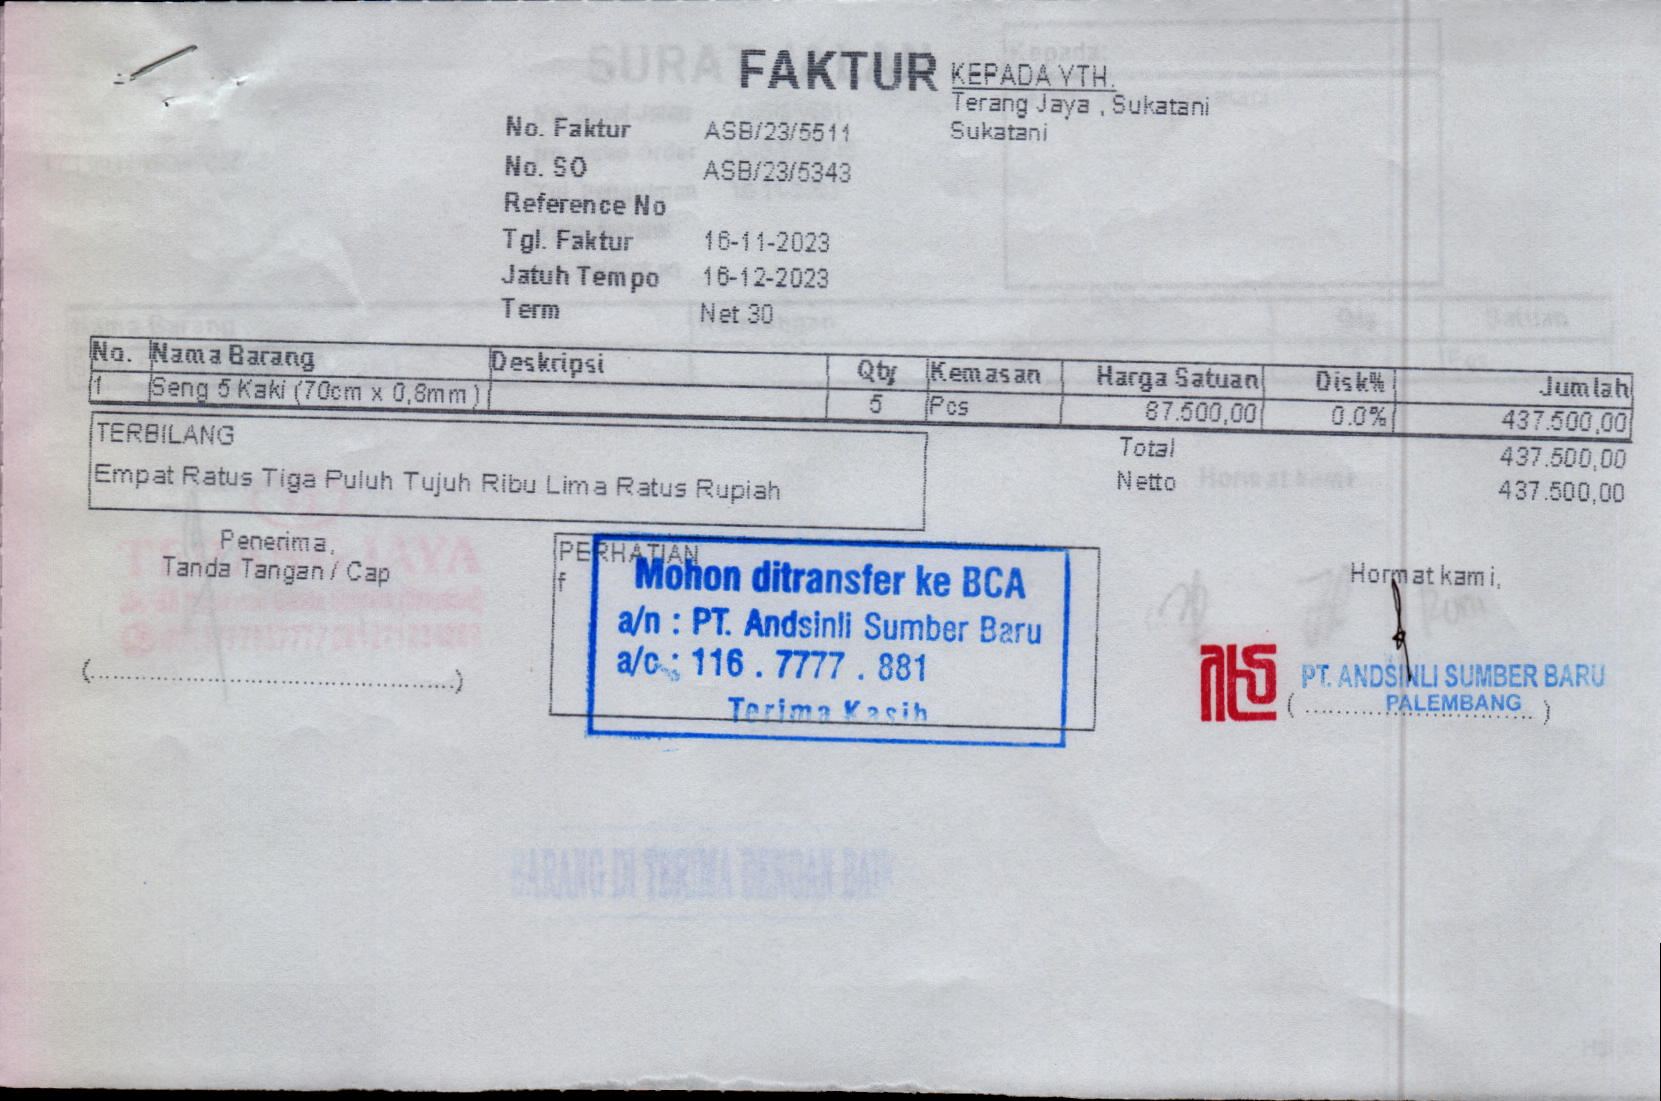 FAKTUR
KEPADA YTH.
Terang Jaya , Sukatani
Sukatani
No. Faktur ASB/23/5511
No. SO ASB/23/5343
Reference No
Tgl. Faktur 16-11-2023
Jatuh Tempo 16-12-2023
Term Net 30
No. Nama Barang Deskripsi Qty Kemasan Harga Satuan Disk% Jumlah
1 Seng 5 Kaki (70cm x 0,8mm) 5 Pcs 87.500,00 0.0% 437.500,00
Total 437.500,00
Netto 437.500,00
TERBILANG
Empat Ratus Tiga Puluh Tujuh Ribu Lima Ratus Rupiah
Penerima,
Tanda Tangan / Cap
(....................................................)
PERHATIAN
f
Mohon ditransfer ke BCA
a/n : PT. Andsinli Sumber Baru
a/c : 116 . 7777 . 881
Terima Kasih
Hormat kami,
PT. ANDSINLI SUMBER BARU
PALEMBANG
( ................................ )